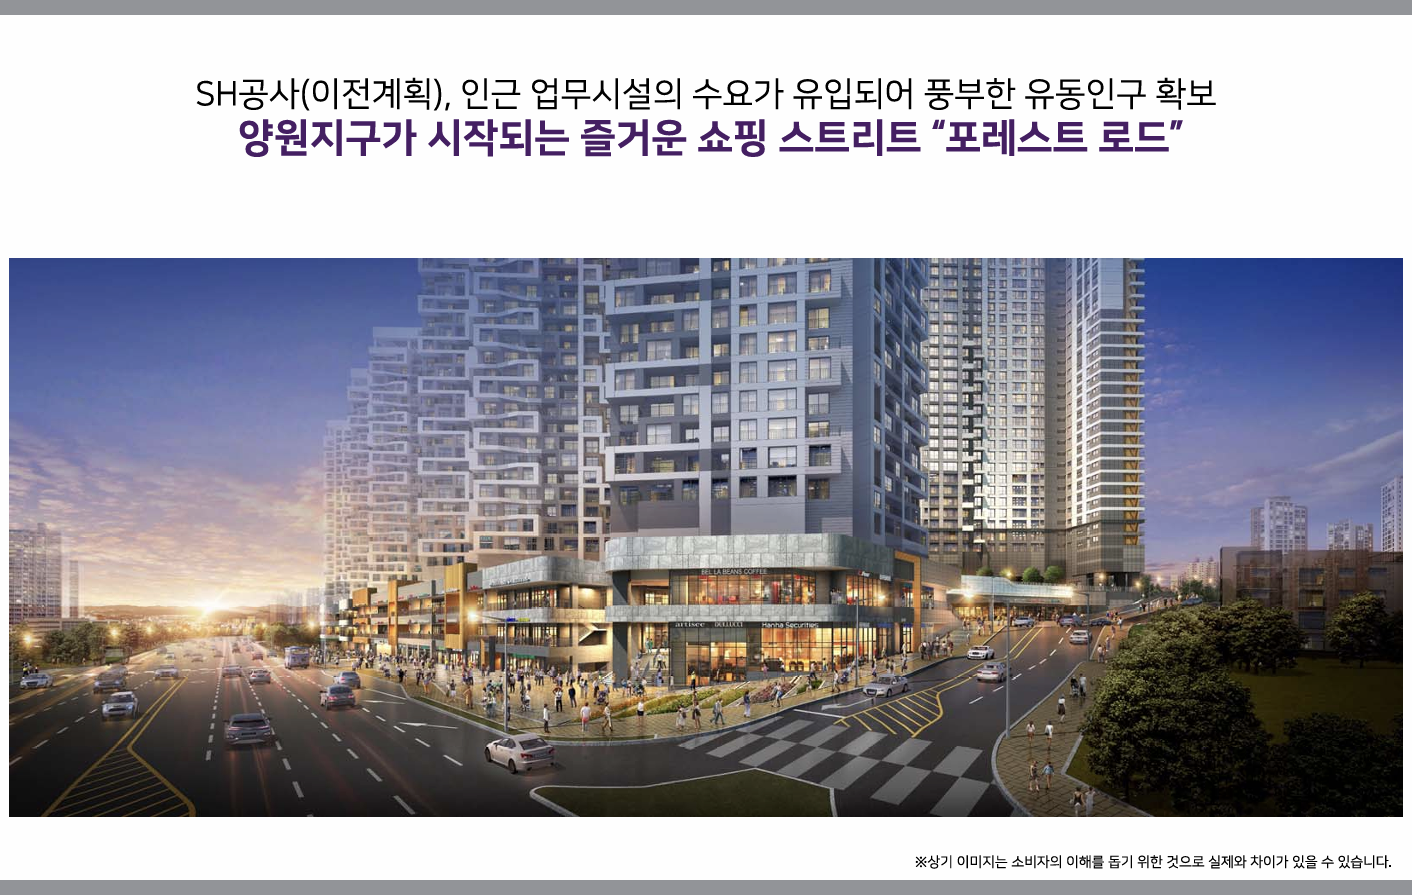 SH공사(이전계획), 인근 업무시설의 수요가 유입되어 풍부한 유동인구 확보
양원지구가 시작되는 즐거운 쇼핑 스트리트 “포레스트 로드”
BEL LA BEANS COFFEE
artisee
Hanha Securities
※상기 이미지는 소비자의 이해를 돕기 위한 것으로 실제와 차이가 있을 수 있습니다.